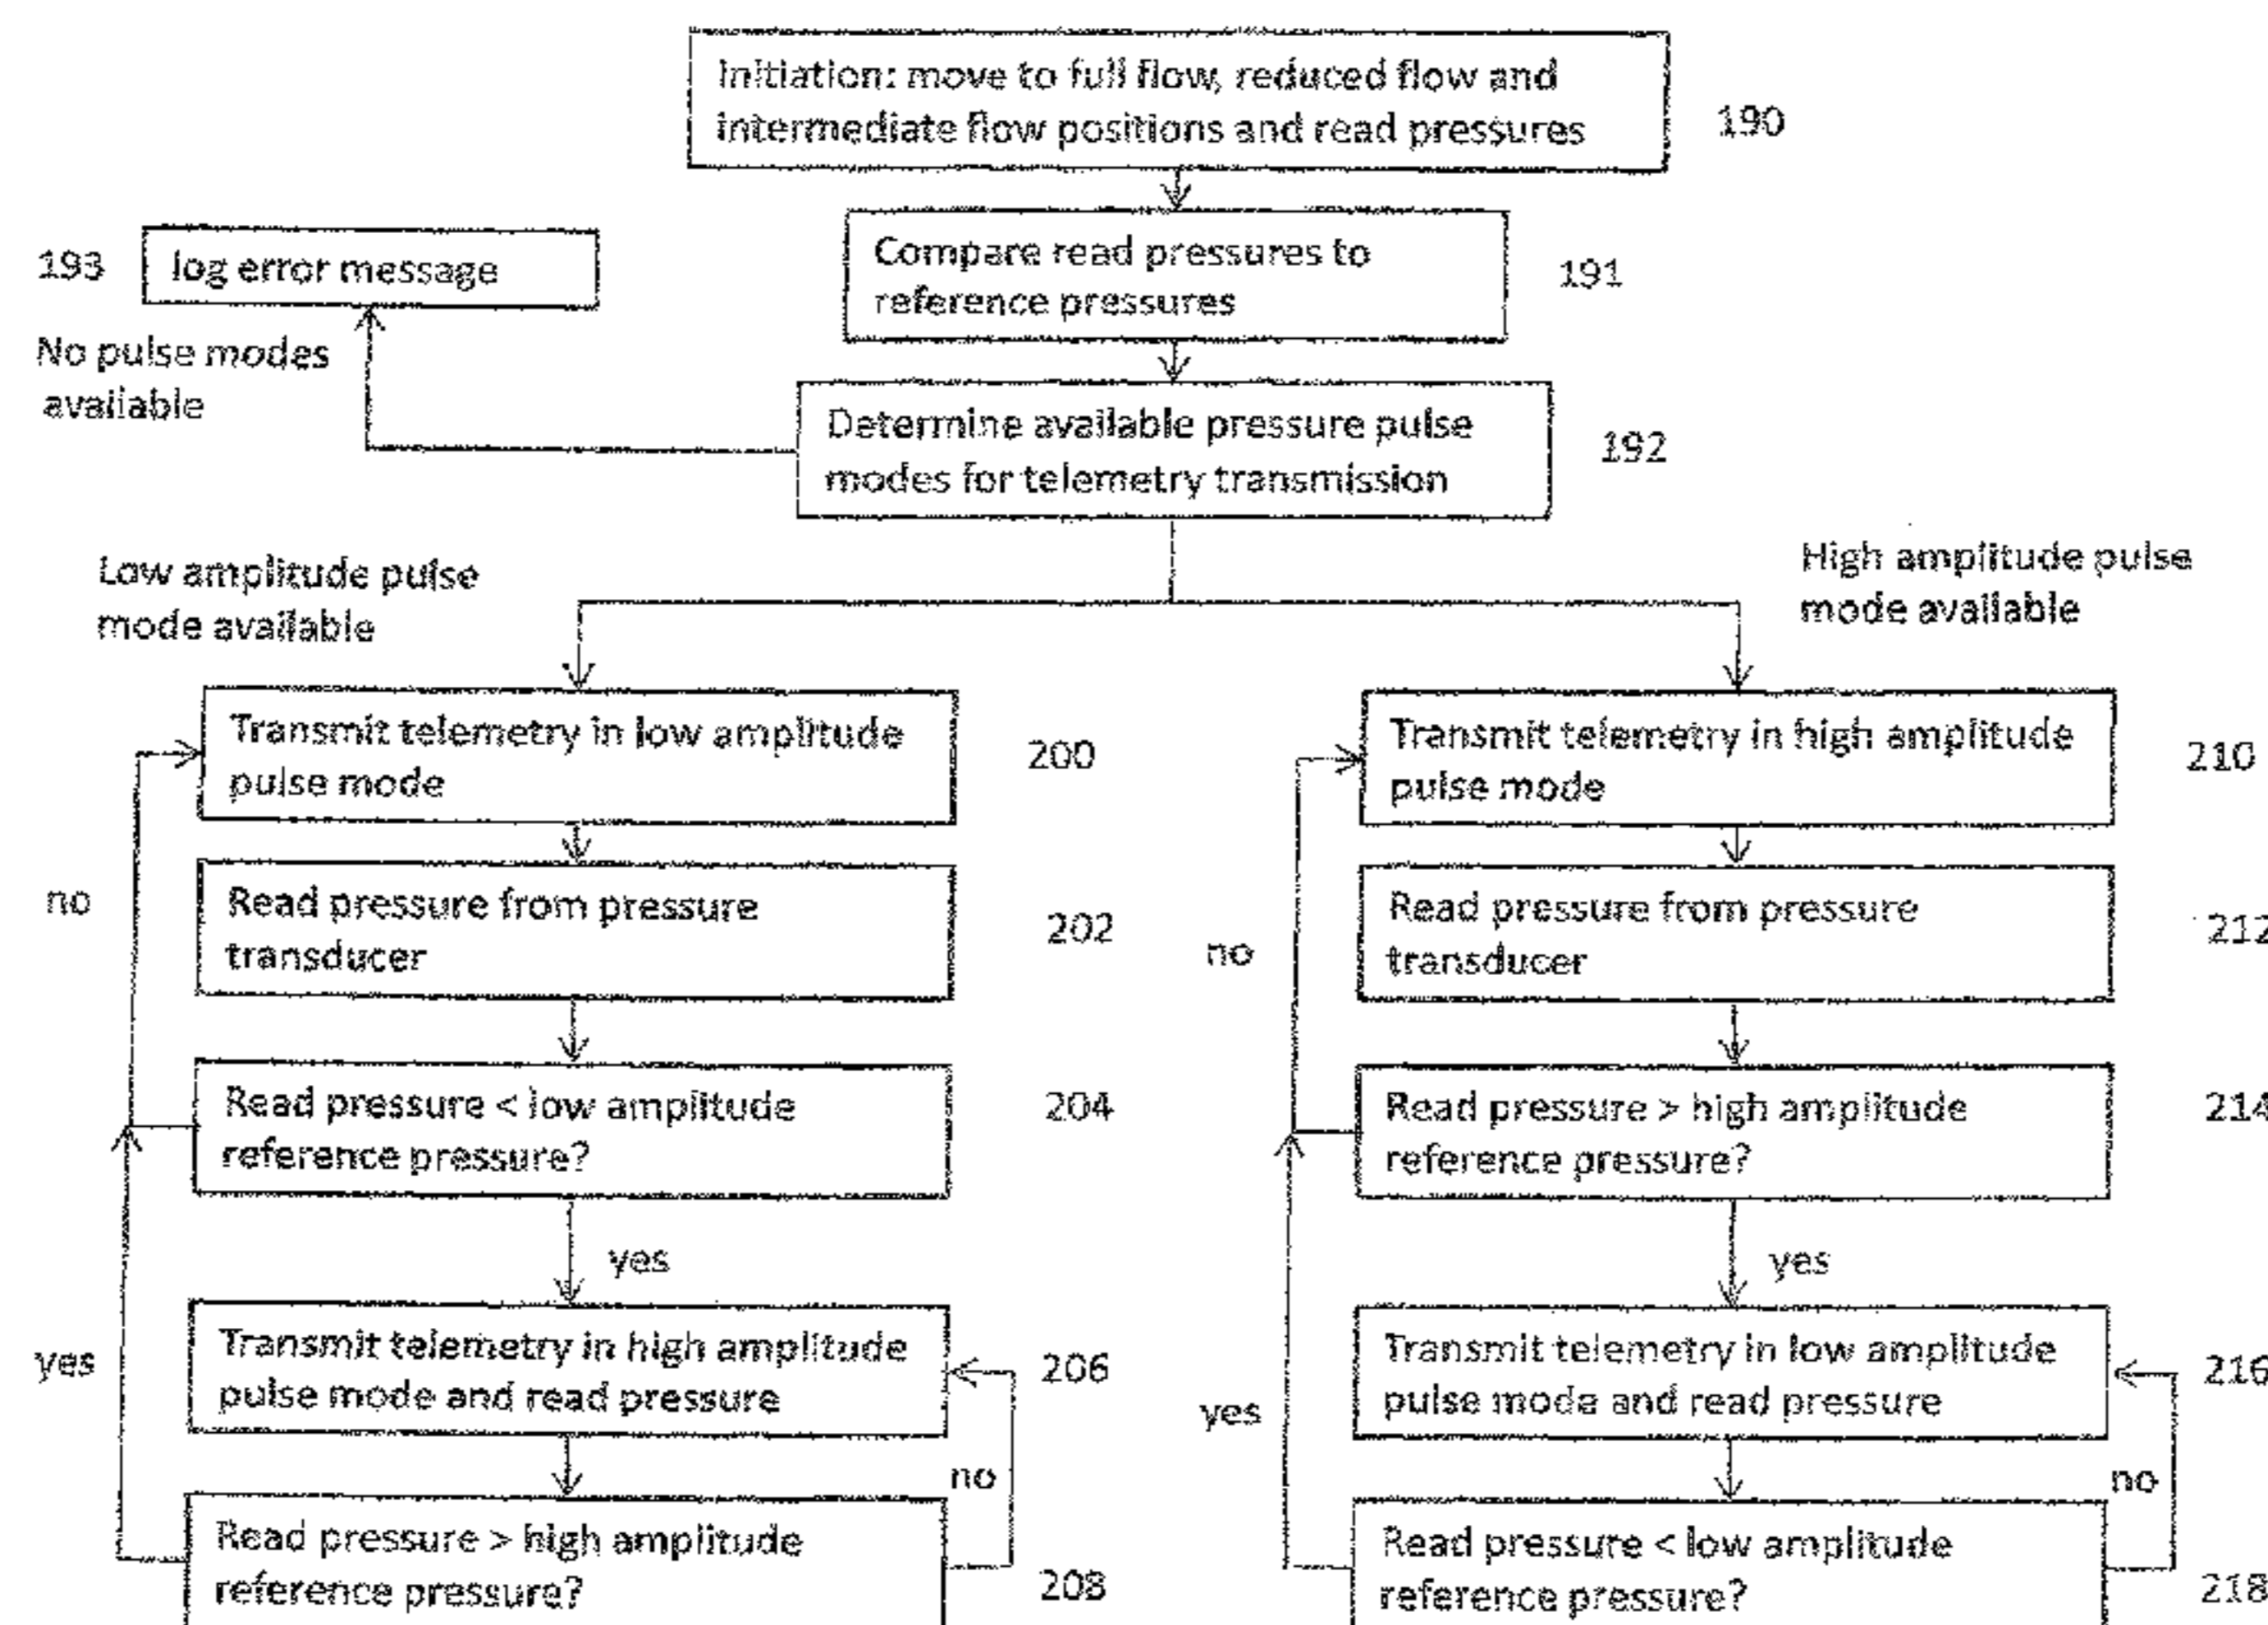 Initiation: move to full flow, reduced flow and
intermediate flow positions and read pressures
190
Compare read pressures to
reference pressures
191
193
log error message
No pulse modes
available
Determine available pressure pulse
modes for telemetry transmission
192
Low amplitude pulse
mode available
High amplitude pulse
mode available
Transmit telemetry in low amplitude
pulse mode
200
no
Read pressure from pressure
transducer
202
Read pressure < low amplitude
reference pressure?
204
yes
Transmit telemetry in high amplitude
pulse mode and read pressure
206
yes
no
Read pressure > high amplitude
reference pressure?
208
Transmit telemetry in high amplitude
pulse mode
210
no
Read pressure from pressure
transducer
212
Read pressure > high amplitude
reference pressure?
214
yes
Transmit telemetry in low amplitude
pulse mode and read pressure
216
yes
no
Read pressure < low amplitude
reference pressure?
218